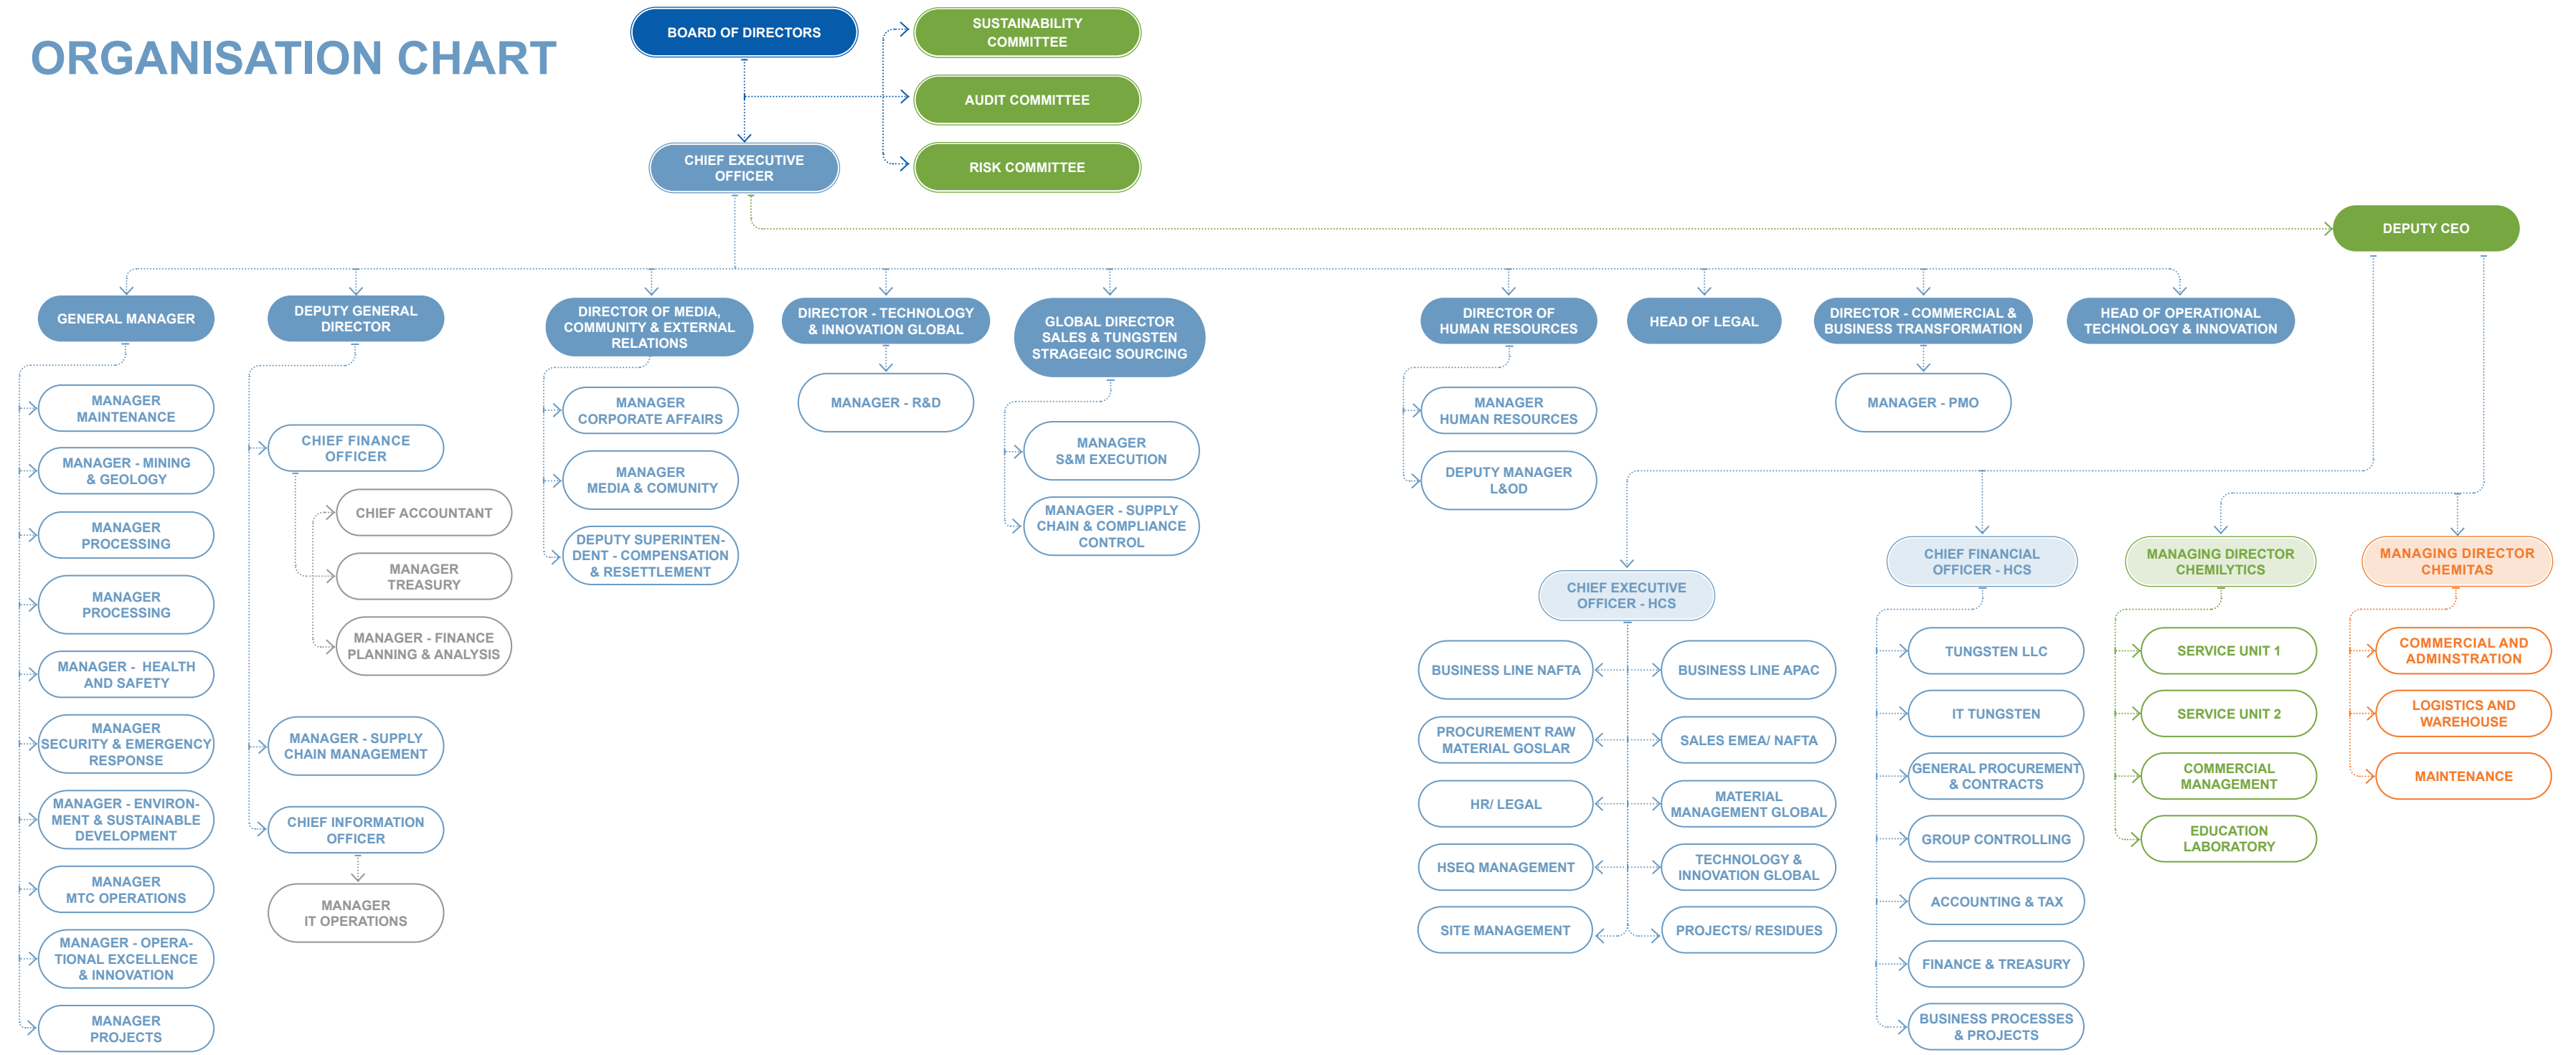 ORGANISATION CHART
BOARD OF DIRECTORS
SUSTAINABILITY
COMMITTEE
AUDIT COMMITTEE
RISK COMMITTEE
CHIEF EXECUTIVE
OFFICER
DEPUTY CEO
GENERAL MANAGER
DEPUTY GENERAL
DIRECTOR
DIRECTOR OF MEDIA,
COMMUNITY & EXTERNAL
RELATIONS
DIRECTOR - TECHNOLOGY
& INNOVATION GLOBAL
GLOBAL DIRECTOR
SALES & TUNGSTEN
STRAGEGIC SOURCING
DIRECTOR OF
HUMAN RESOURCES
HEAD OF LEGAL
DIRECTOR - COMMERCIAL &
BUSINESS TRANSFORMATION
HEAD OF OPERATIONAL
TECHNOLOGY & INNOVATION
MANAGER
MAINTENANCE
MANAGER - MINING
& GEOLOGY
MANAGER
PROCESSING
MANAGER
PROCESSING
MANAGER - HEALTH
AND SAFETY
MANAGER
SECURITY & EMERGENCY
RESPONSE
MANAGER - ENVIRON-
MENT & SUSTAINABLE
DEVELOPMENT
MANAGER
MTC OPERATIONS
MANAGER - OPERA-
TIONAL EXCELLENCE
& INNOVATION
MANAGER
PROJECTS
CHIEF FINANCE
OFFICER
CHIEF ACCOUNTANT
MANAGER
TREASURY
MANAGER - FINANCE
PLANNING & ANALYSIS
MANAGER - SUPPLY
CHAIN MANAGEMENT
CHIEF INFORMATION
OFFICER
MANAGER
IT OPERATIONS
MANAGER
CORPORATE AFFAIRS
MANAGER
MEDIA & COMUNITY
DEPUTY SUPERINTEN-
DENT - COMPENSATION
& RESETTLEMENT
MANAGER - R&D
MANAGER
S&M EXECUTION
MANAGER - SUPPLY
CHAIN & COMPLIANCE
CONTROL
MANAGER
HUMAN RESOURCES
DEPUTY MANAGER
L&OD
MANAGER - PMO
CHIEF EXECUTIVE
OFFICER - HCS
BUSINESS LINE NAFTA
BUSINESS LINE APAC
PROCUREMENT RAW
MATERIAL GOSLAR
SALES EMEA/ NAFTA
HR/ LEGAL
MATERIAL
MANAGEMENT GLOBAL
HSEQ MANAGEMENT
TECHNOLOGY &
INNOVATION GLOBAL
SITE MANAGEMENT
PROJECTS/ RESIDUES
CHIEF FINANCIAL
OFFICER - HCS
TUNGSTEN LLC
IT TUNGSTEN
GENERAL PROCUREMENT
& CONTRACTS
GROUP CONTROLLING
ACCOUNTING & TAX
FINANCE & TREASURY
BUSINESS PROCESSES
& PROJECTS
MANAGING DIRECTOR
CHEMILYTICS
SERVICE UNIT 1
SERVICE UNIT 2
COMMERCIAL
MANAGEMENT
EDUCATION
LABORATORY
MANAGING DIRECTOR
CHEMITAS
COMMERCIAL AND
ADMINSTRATION
LOGISTICS AND
WAREHOUSE
MAINTENANCE